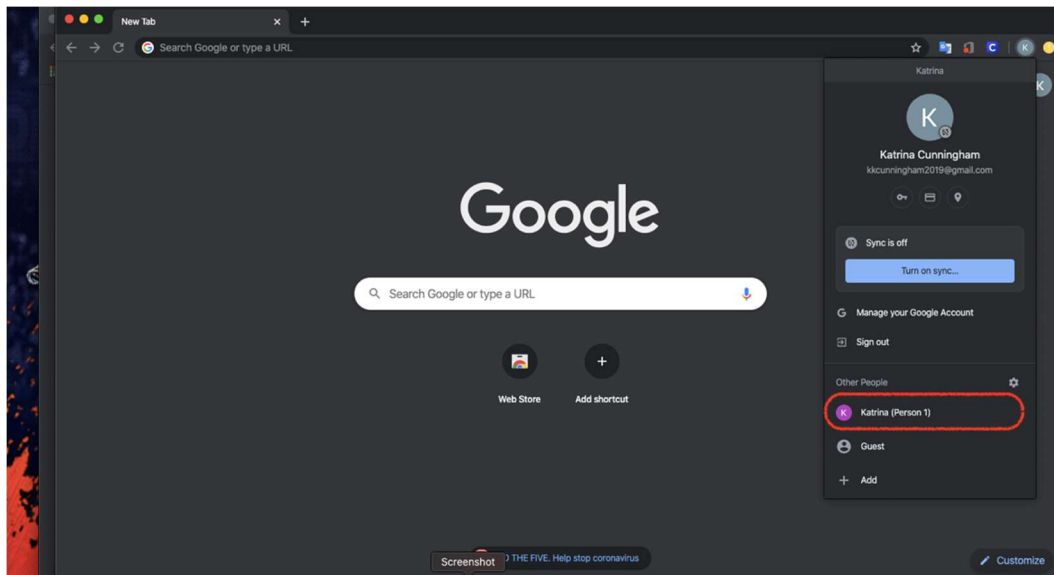 New Tab
Search Google or type a URL
C
K
Katrina
K
K
Katrina Cunningham
kkcunningham2019@gmail.com
Google
Sync is off
Turn on sync...
Search Google or type a URL
G Manage your Google Account
Sign out
Other People
Web Store
Add shortcut
K Katrina (Person 1)
Guest
Add
THE FIVE. Help stop coronavirus
Screenshot
Customize